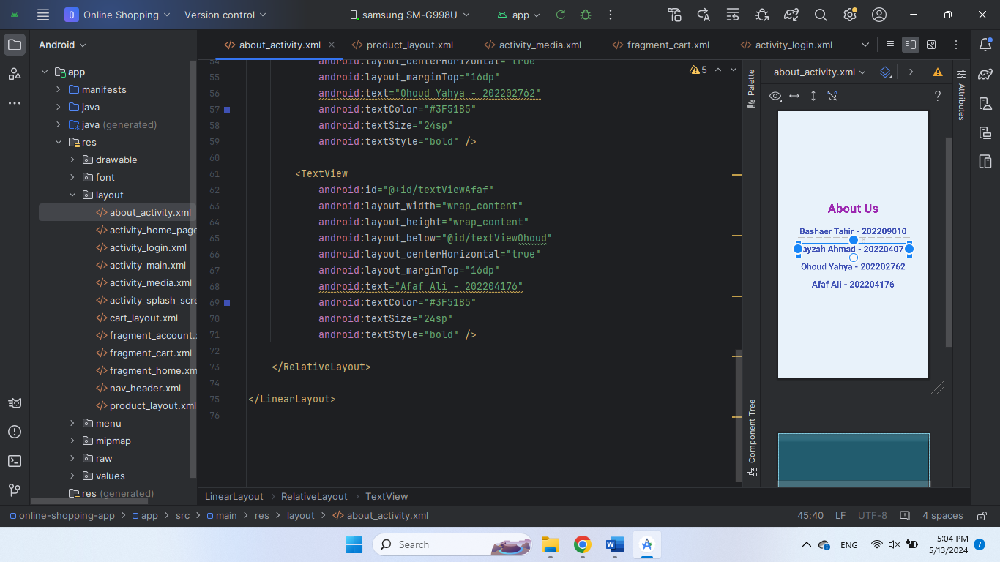 Online Shopping
Version control
samsung SM-G998U
app
Android
about_activity.xml
product_layout.xml
activity_media.xml
fragment_cart.xml
activity_login.xml
app
manifests
java
java (generated)
res
drawable
font
layout
about_activity.xml
activity_home_page
activity_login.xml
activity_main.xml
activity_media.xml
activity_splash_scre
cart_layout.xml
fragment_account.x
fragment_cart.xml
fragment_home.xm
nav_header.xml
product_layout.xml
menu
mipmap
raw
values
res (generated)
5
54 android:layout_centerHorizontal="true"
55 android:layout_marginTop="16dp"
56 android:text="Ohoud Yahya - 202202762"
57 android:textColor="#3F51B5"
58 android:textSize="24sp"
59 android:textStyle="bold" />
60
61 <TextView
62 android:id="@+id/textViewAfaf"
63 android:layout_width="wrap_content"
64 android:layout_height="wrap_content"
65 android:layout_below="@id/textViewOhoud"
66 android:layout_centerHorizontal="true"
67 android:layout_marginTop="16dp"
68 android:text="Afaf Ali - 202204176"
69 android:textColor="#3F51B5"
70 android:textSize="24sp"
71 android:textStyle="bold" />
72
73 </RelativeLayout>
74
75 </LinearLayout>
76
LinearLayout > RelativeLayout > TextView
Palette
Component Tree
about_activity.xml
?
Attributes
About Us
Bashaer Tahir - 202209010
ayzah Ahmad - 20220407
Ohoud Yahya - 202202762
Afaf Ali - 202204176
online-shopping-app > app > src > main > res > layout > about_activity.xml
45:40 LF UTF-8 4 spaces
Search
ENG
5:04 PM
5/13/2024
7